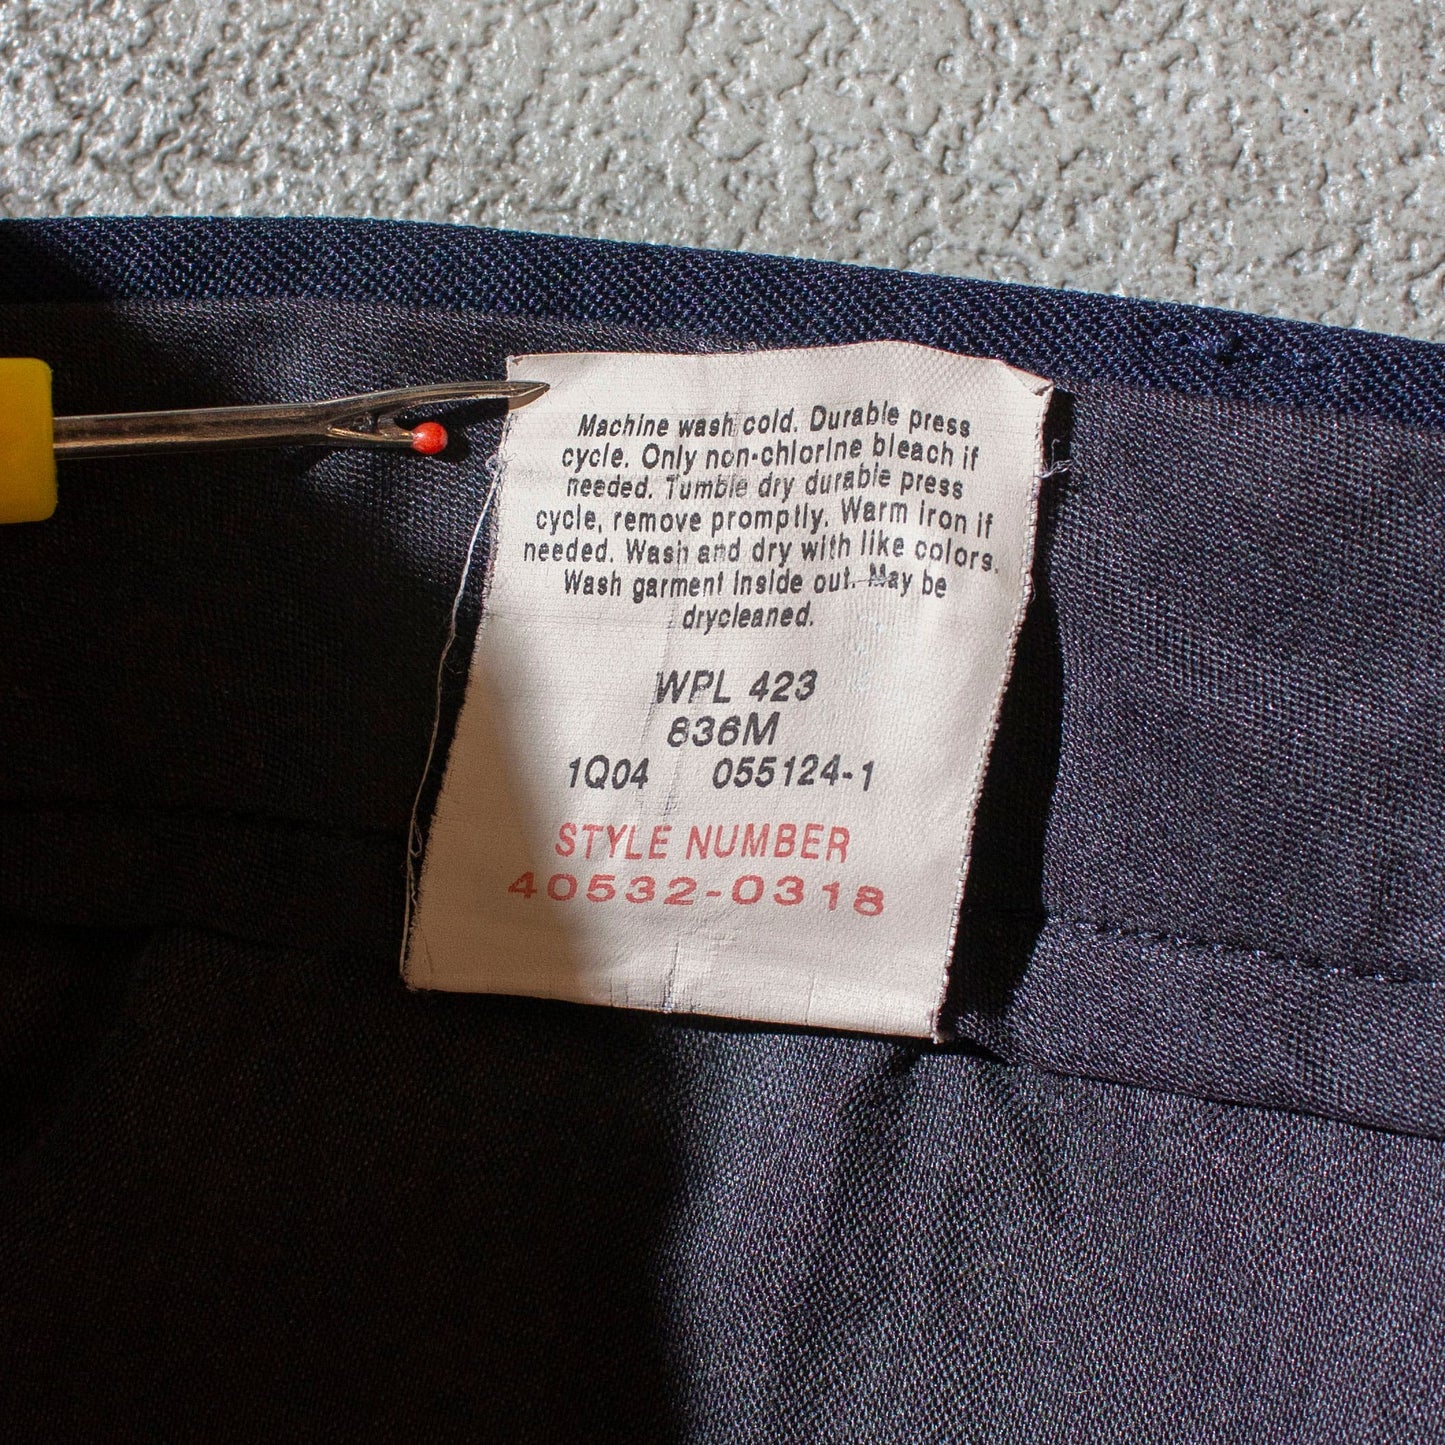 Machine wash cold. Durable press
cycle. Only non-chlorine bleach if
needed. Tumble dry durable press
cycle, remove promptly. Warm iron if
needed. Wash and dry with like colors.
Wash garment inside out. May be
drycleaned.
WPL 423
836M
1Q04 055124-1
STYLE NUMBER
40532-0318